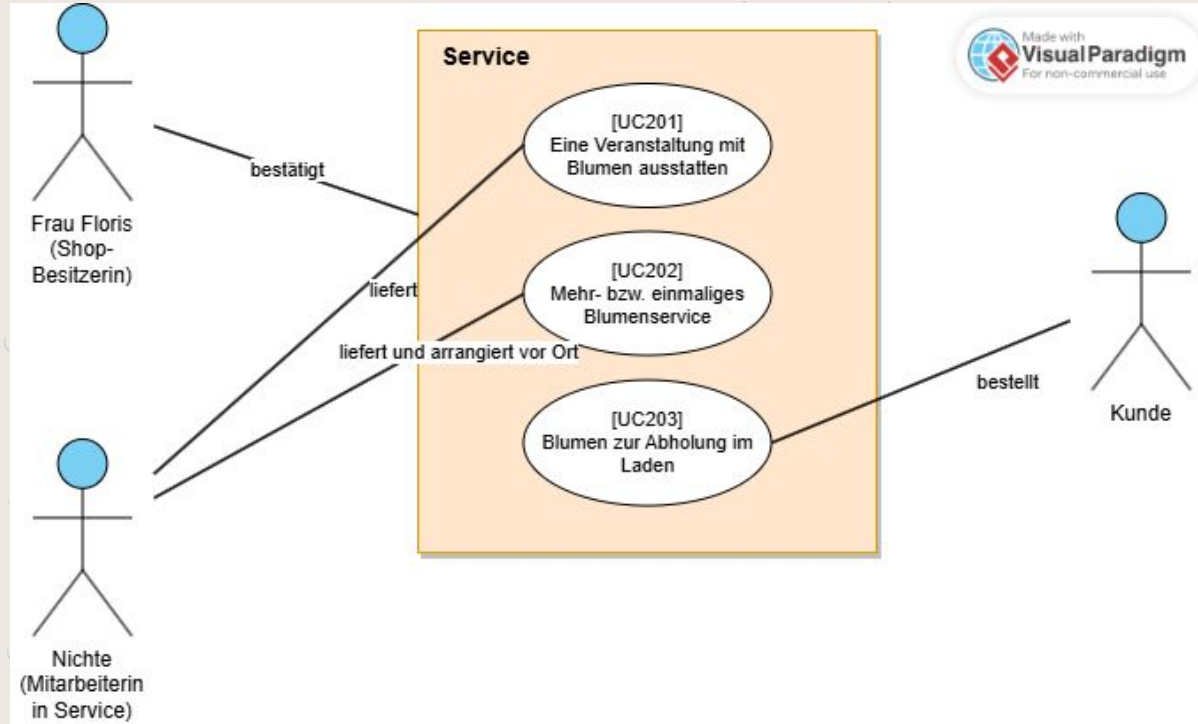 Made with
Visual Paradigm
For non-commercial use
Service
[UC201]
Eine Veranstaltung mit
Blumen ausstatten
bestätigt
Frau Floris
(Shop-
Besitzerin)
[UC202]
Mehr- bzw. einmaliges
Blumenservice
liefert
liefert und arrangiert vor Ort
bestellt
Kunde
[UC203]
Blumen zur Abholung im
Laden
Nichte
(Mitarbeiterin
in Service)